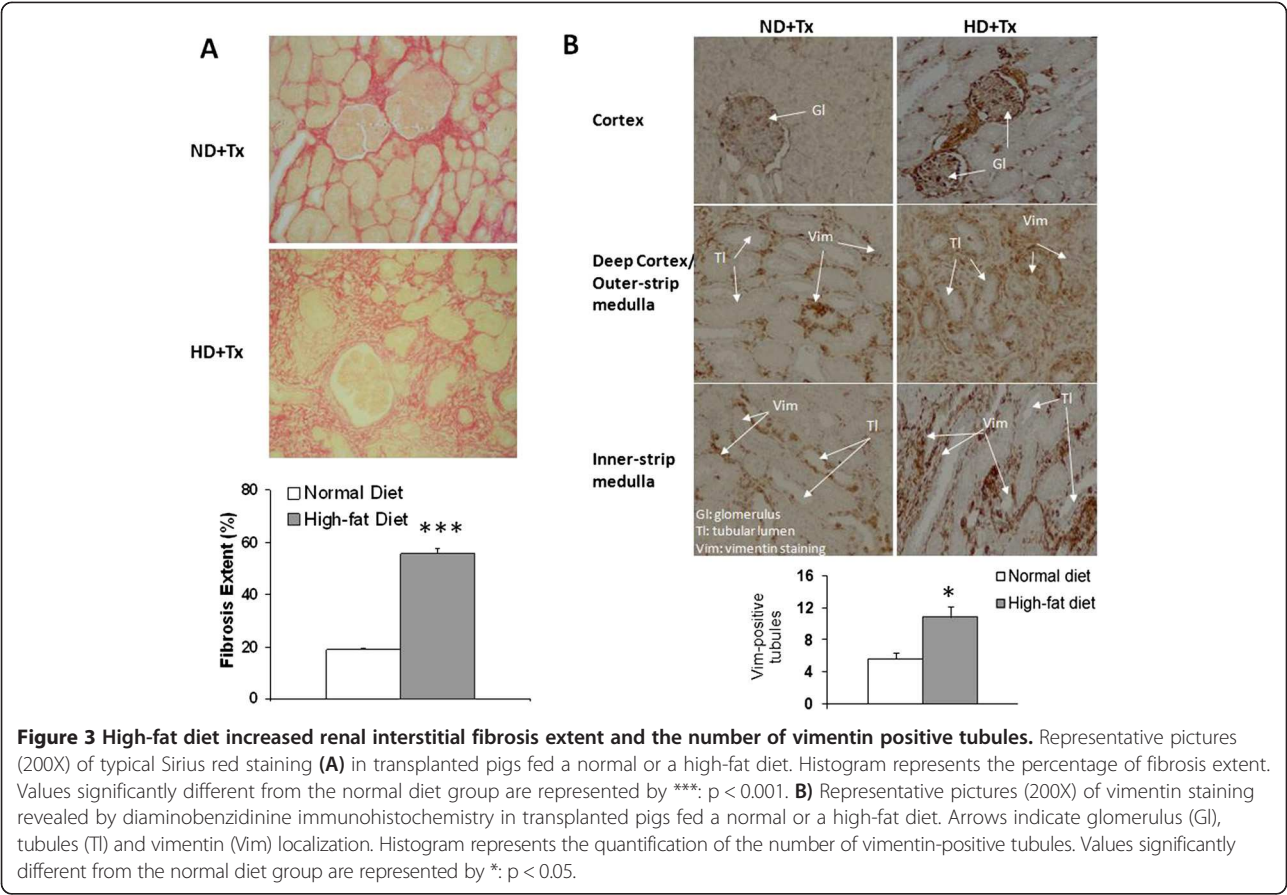 A
ND+Tx
HD+Tx
80
60
40
20
0
Fibrosis Extent (%)
Normal Diet
High-fat Diet
***
B
ND+Tx
HD+Tx
Cortex
Gl
Gl
Deep Cortex/
Outer-strip
medulla
Tl
Vim
Tl
Vim
Inner-strip
medulla
Vim
Tl
Gl: glomerulus
Tl: tubular lumen
Vim: vimentin staining
Vim
Tl
16
12
8
4
0
Vim-positive
tubules
Normal diet
High-fat diet
*
Figure 3 High-fat diet increased renal interstitial fibrosis extent and the number of vimentin positive tubules. Representative pictures
(200X) of typical Sirius red staining (A) in transplanted pigs fed a normal or a high-fat diet. Histogram represents the percentage of fibrosis extent.
Values significantly different from the normal diet group are represented by ***: p < 0.001. B) Representative pictures (200X) of vimentin staining
revealed by diaminobenzidinine immunohistochemistry in transplanted pigs fed a normal or a high-fat diet. Arrows indicate glomerulus (Gl),
tubules (Tl) and vimentin (Vim) localization. Histogram represents the quantification of the number of vimentin-positive tubules. Values significantly
different from the normal diet group are represented by *: p < 0.05.